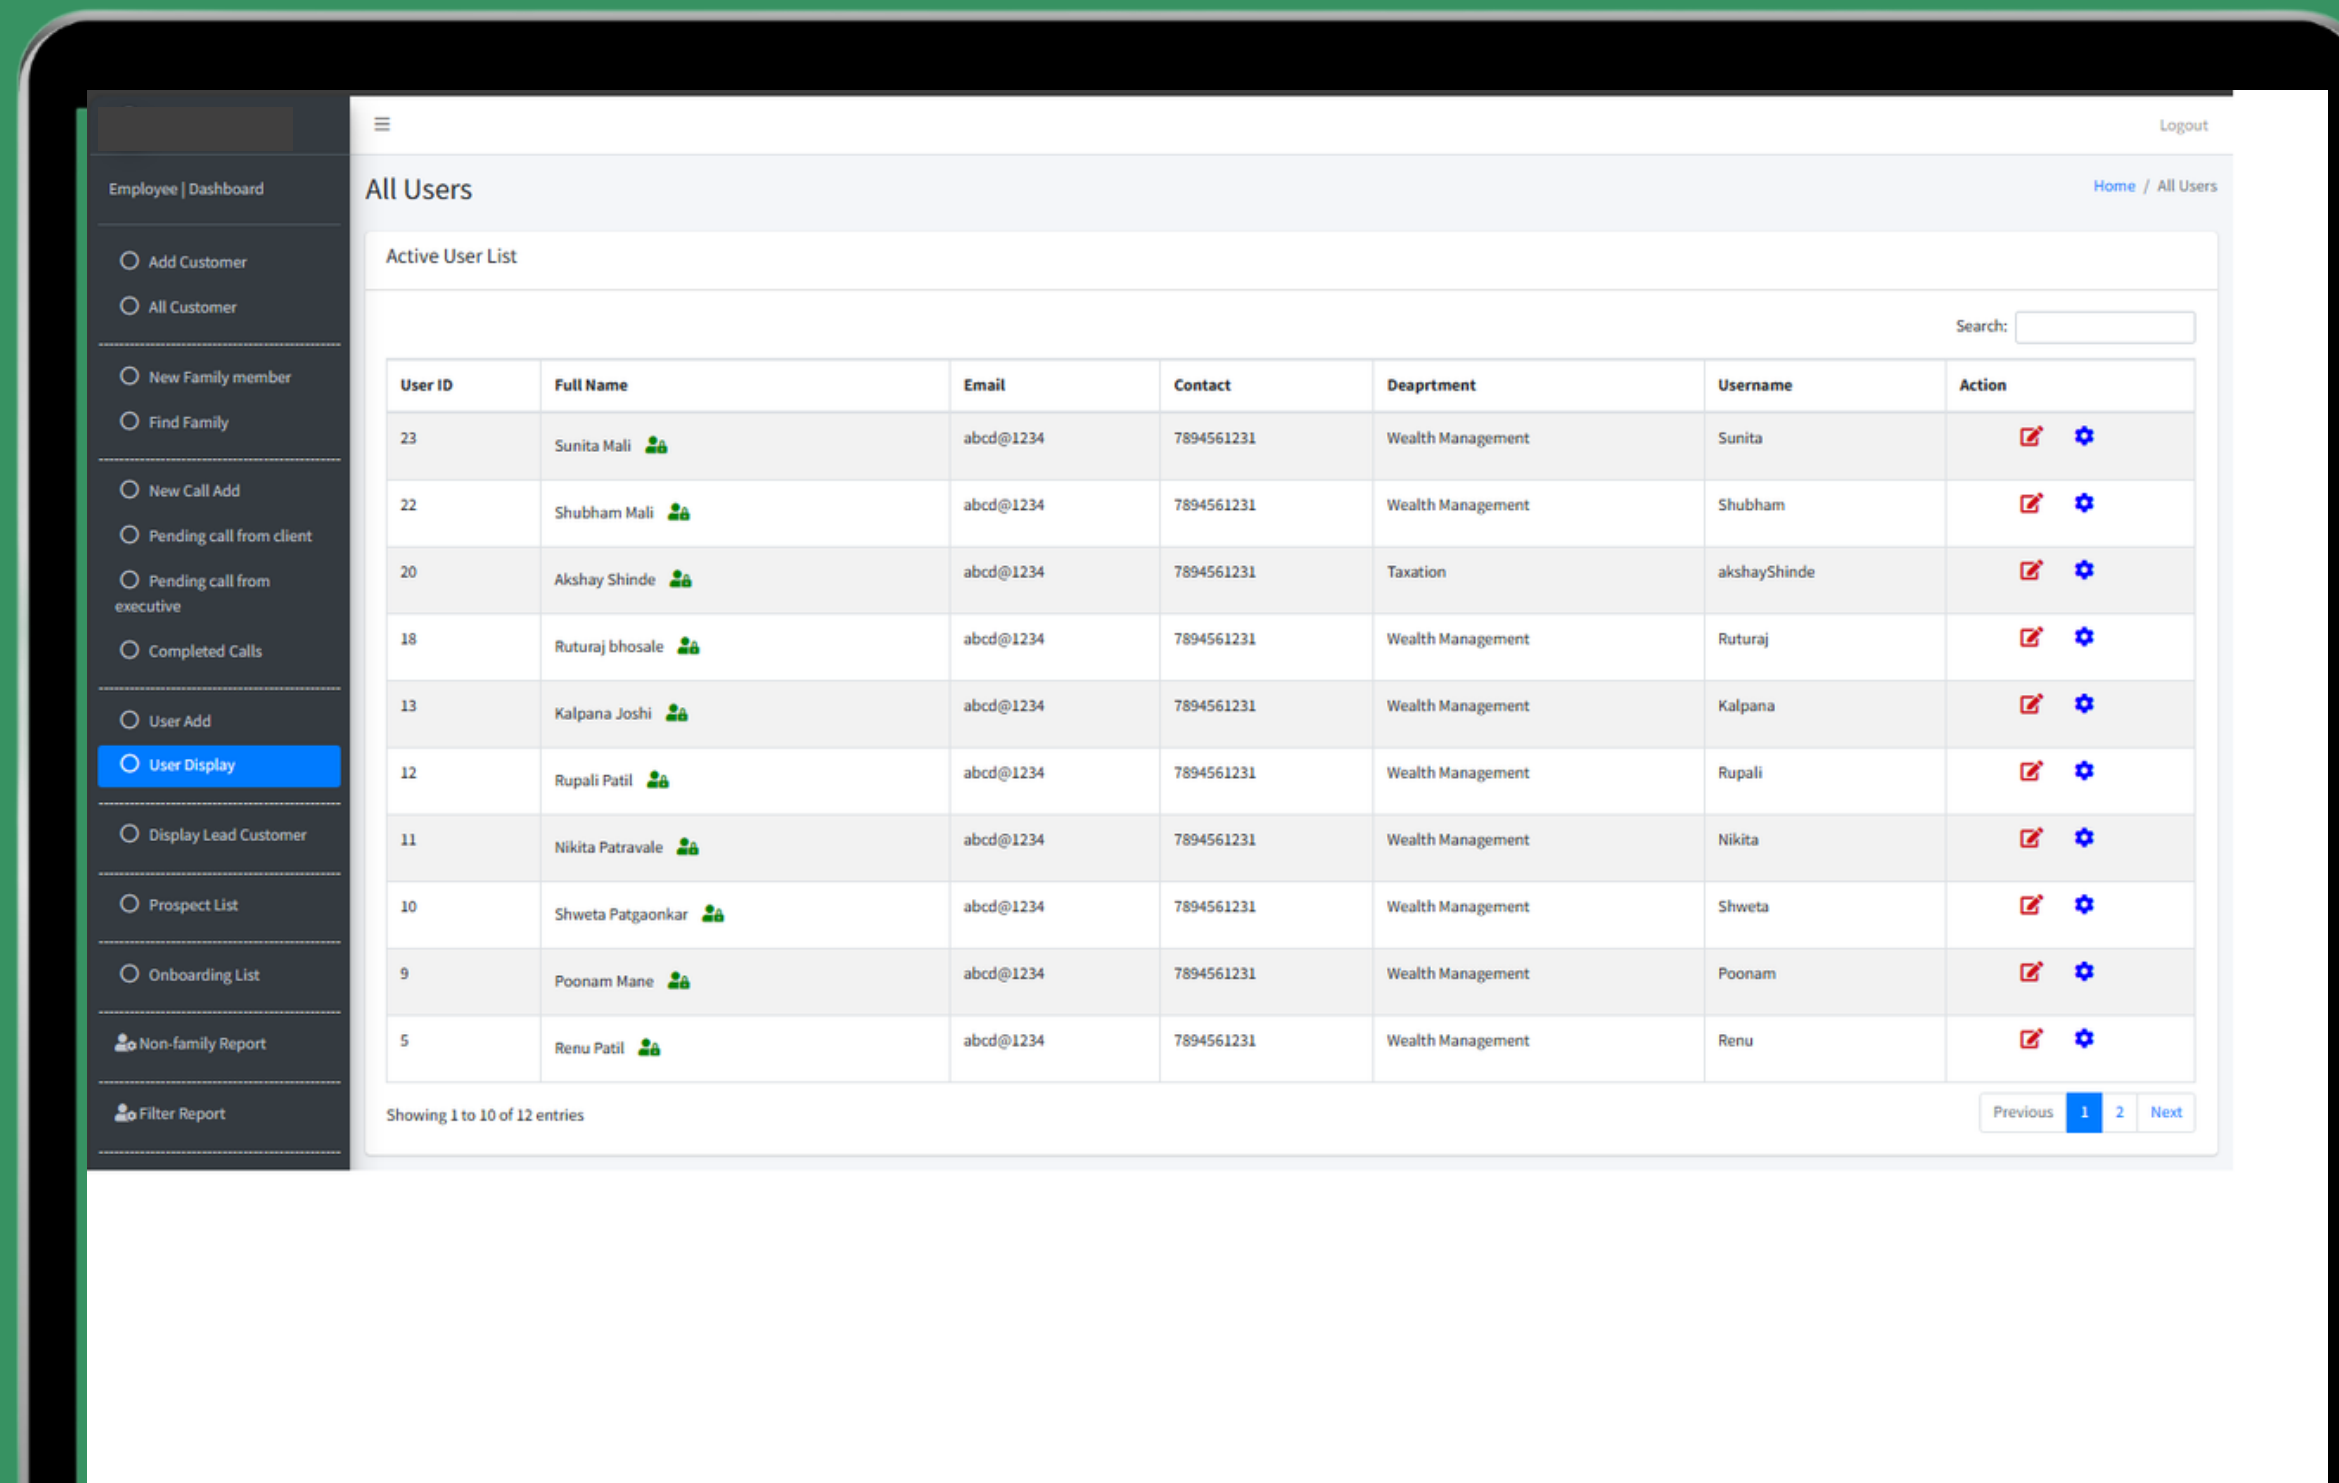 Logout
Employee | Dashboard
All Users
Home / All Users
Add Customer
All Customer
New Family member
Find Family
New Call Add
Pending call from client
Pending call from
executive
Completed Calls
User Add
User Display
Display Lead Customer
Prospect List
Onboarding List
Non-family Report
Filter Report
Active User List
Search:
User ID Full Name Email Contact Deaprtment Username Action
23 Sunita Mali abcd@1234 7894561231 Wealth Management Sunita
22 Shubham Mali abcd@1234 7894561231 Wealth Management Shubham
20 Akshay Shinde abcd@1234 7894561231 Taxation akshayShinde
18 Ruturaj bhosale abcd@1234 7894561231 Wealth Management Ruturaj
13 Kalpana Joshi abcd@1234 7894561231 Wealth Management Kalpana
12 Rupali Patil abcd@1234 7894561231 Wealth Management Rupali
11 Nikita Patravale abcd@1234 7894561231 Wealth Management Nikita
10 Shweta Patgaonkar abcd@1234 7894561231 Wealth Management Shweta
9 Poonam Mane abcd@1234 7894561231 Wealth Management Poonam
5 Renu Patil abcd@1234 7894561231 Wealth Management Renu
Showing 1 to 10 of 12 entries
Previous 1 2 Next